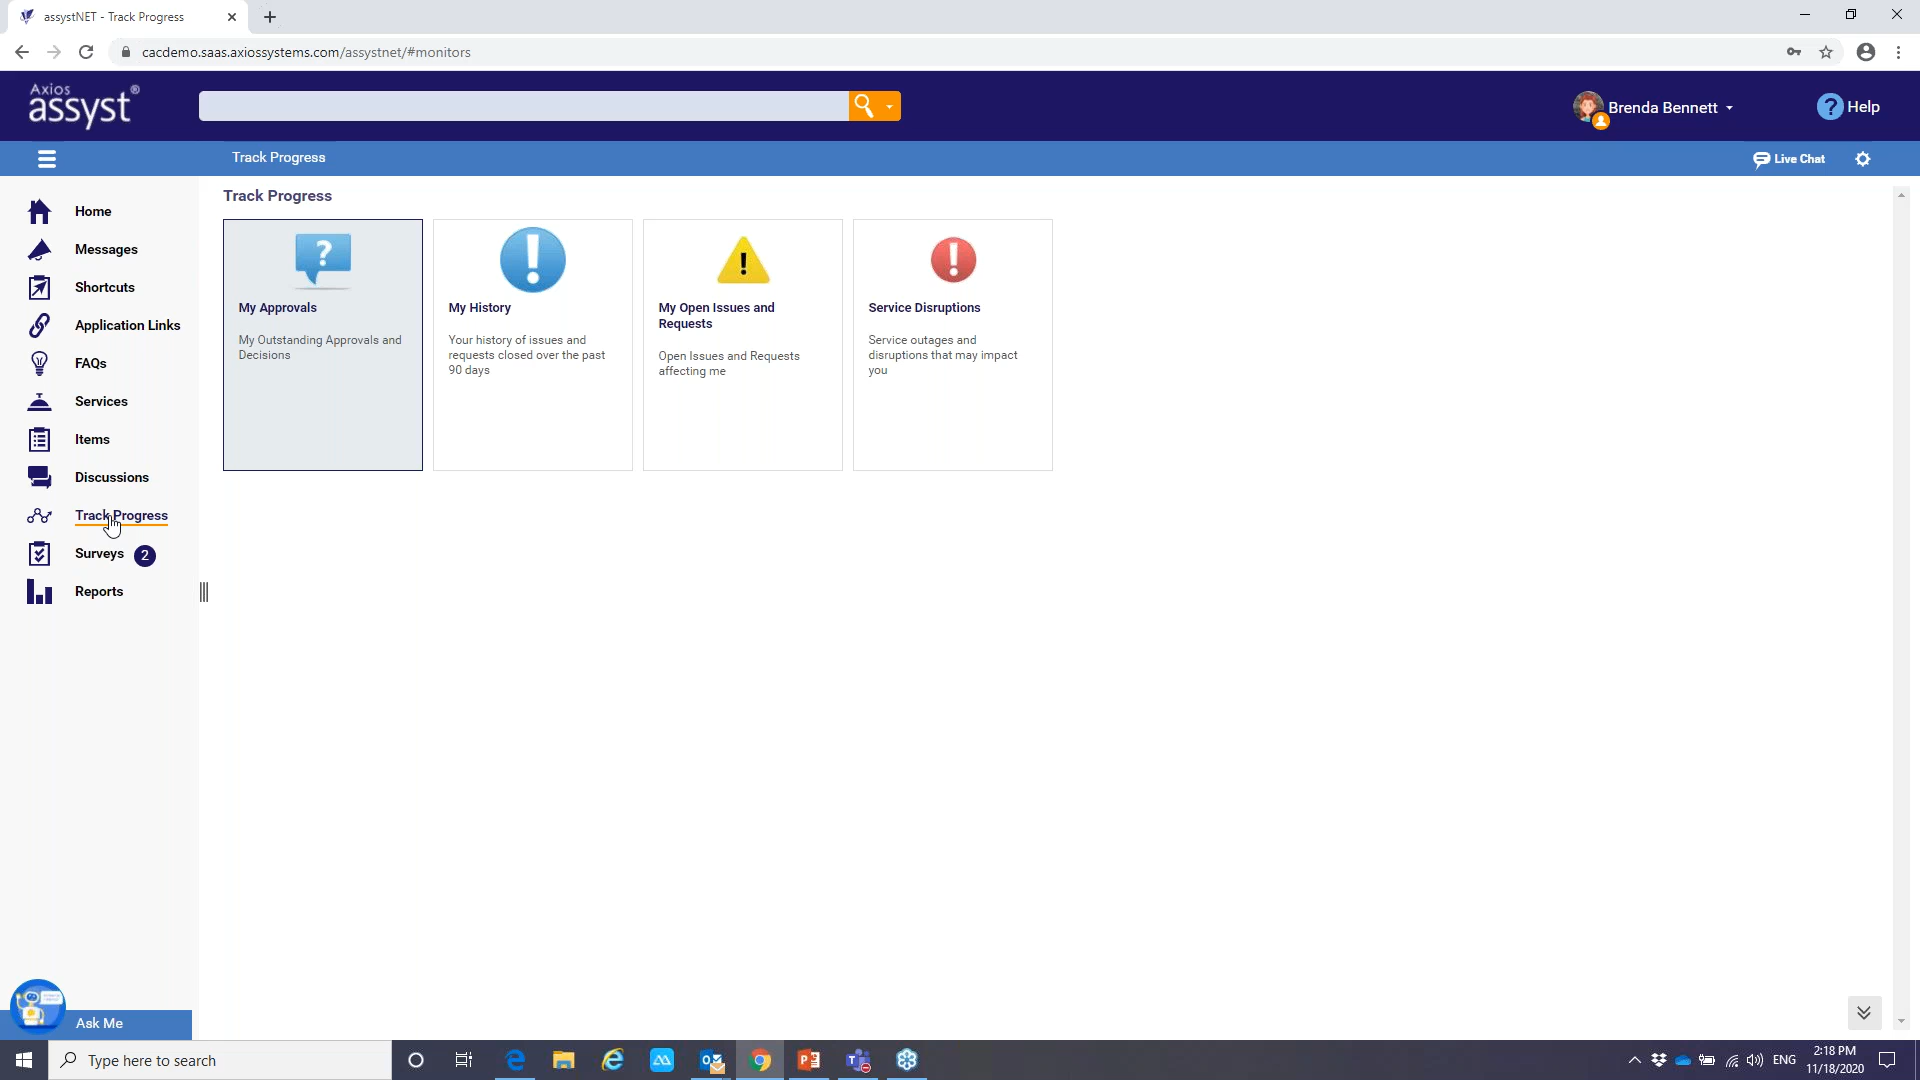 assystNET - Track Progress
cacdemo.saas.axiossystems.com/assystnet/#monitors
Axios
assyst®
Brenda Bennett
? Help
Track Progress
Live Chat
Home
Messages
Shortcuts
Application Links
FAQs
Services
Items
Discussions
Track Progress
Surveys 2
Reports
Ask Me
Track Progress
My Approvals
My Outstanding Approvals and
Decisions
My History
Your history of issues and
requests closed over the past
90 days
My Open Issues and
Requests
Open Issues and Requests
affecting me
Service Disruptions
Service outages and
disruptions that may impact
you
Type here to search
ENG
2:18 PM
11/18/2020